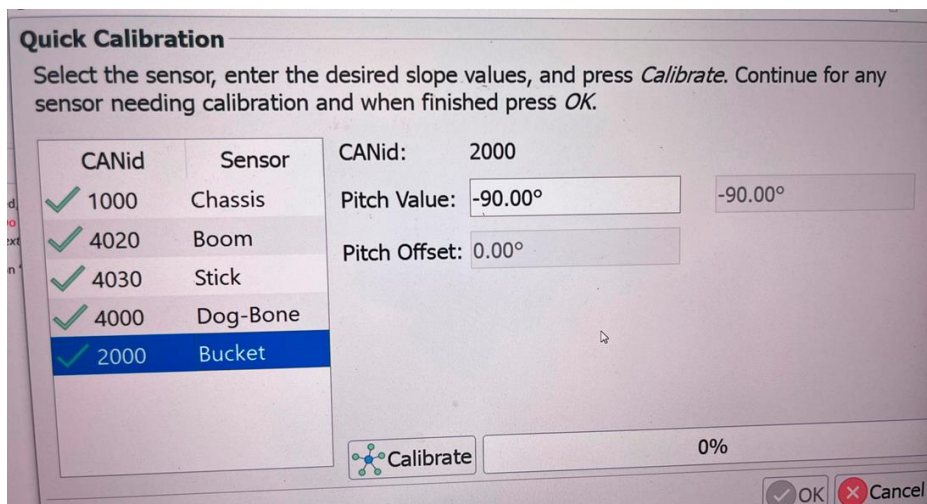 Quick Calibration
Select the sensor, enter the desired slope values, and press Calibrate. Continue for any
sensor needing calibration and when finished press OK.
CANid Sensor
1000 Chassis
4020 Boom
4030 Stick
4000 Dog-Bone
2000 Bucket
CANid: 2000
Pitch Value: -90.00° -90.00°
Pitch Offset: 0.00°
Calibrate 0%
OK Cancel